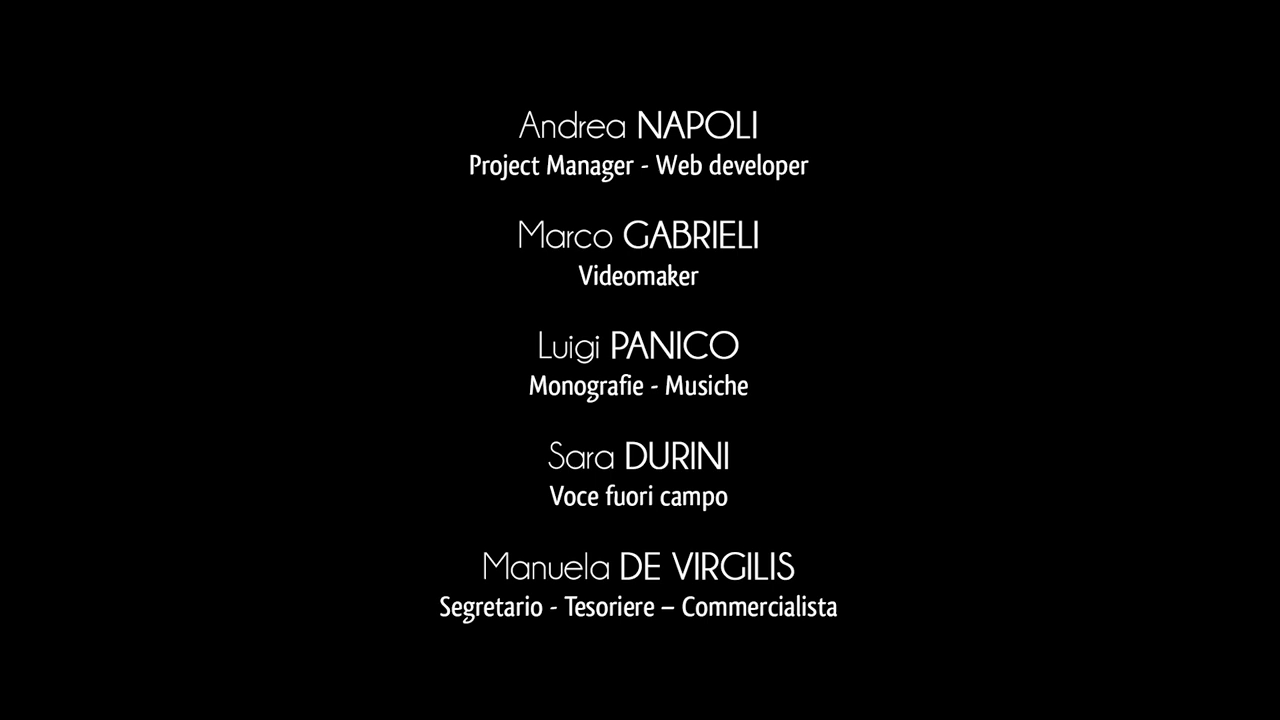 Andrea NAPOLI
Project Manager - Web developer
Marco GABRIELI
Videomaker
Luigi PANICO
Monografie - Musiche
Sara DURINI
Voce fuori campo
Manuela DE VIRGILIS
Segretario - Tesoriere – Commercialista